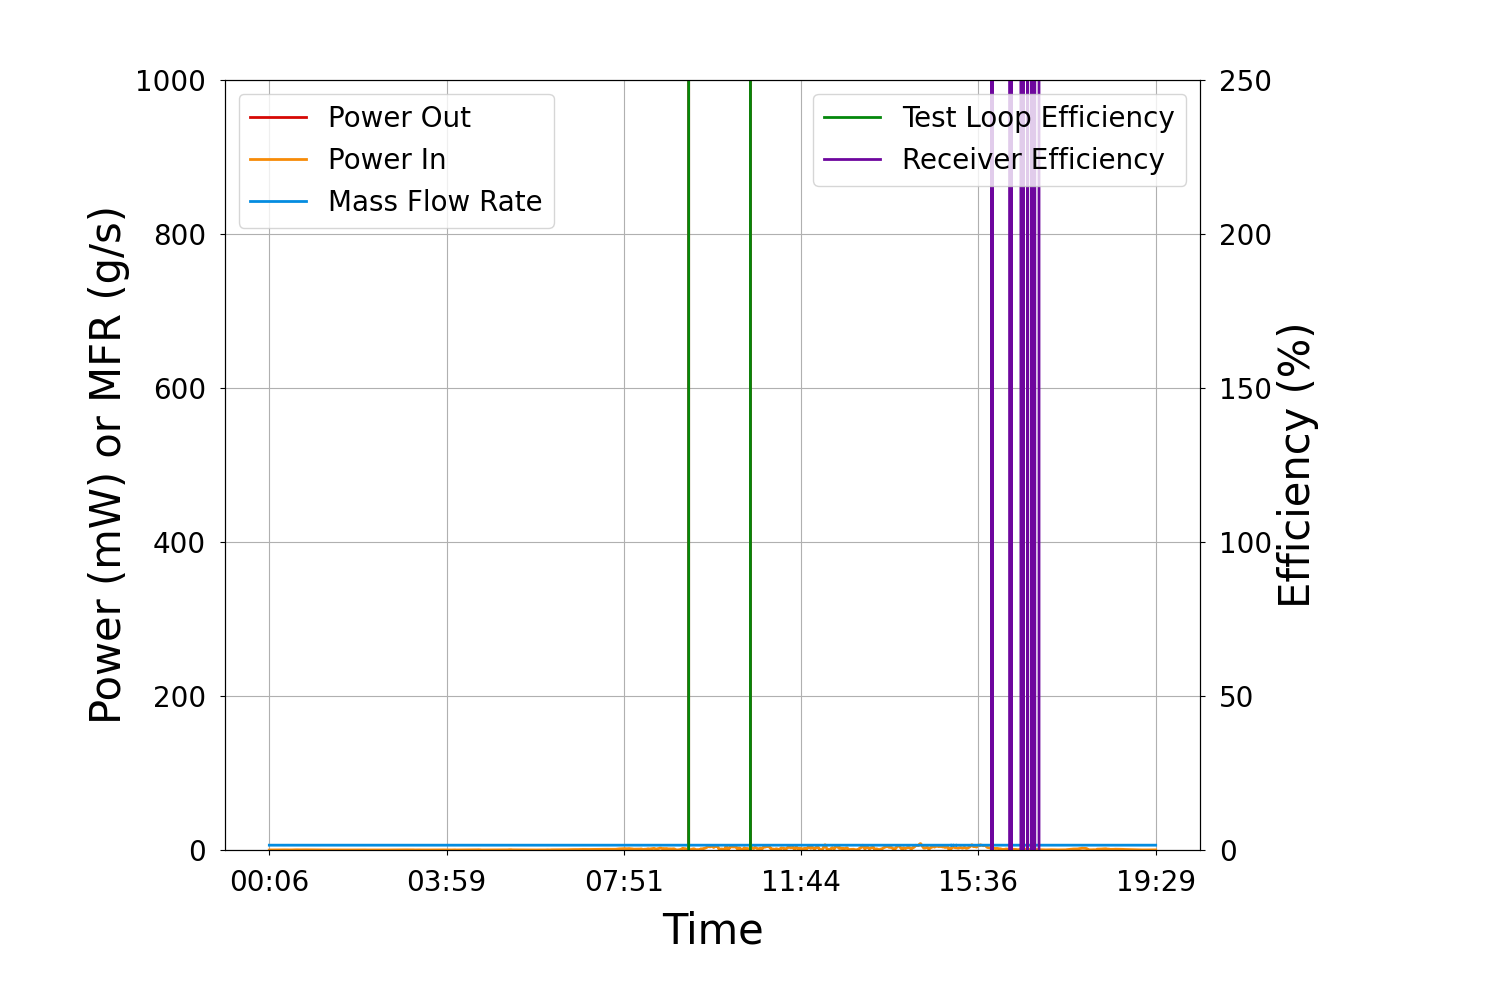 1000
800
600
400
200
0
Power (mW) or MFR (g/s)
Power Out
Power In
Mass Flow Rate
Test Loop Efficiency
Receiver Efficiency
250
200
150
100
50
0
Efficiency (%)
00:06 03:59 07:51 11:44 15:36 19:29
Time